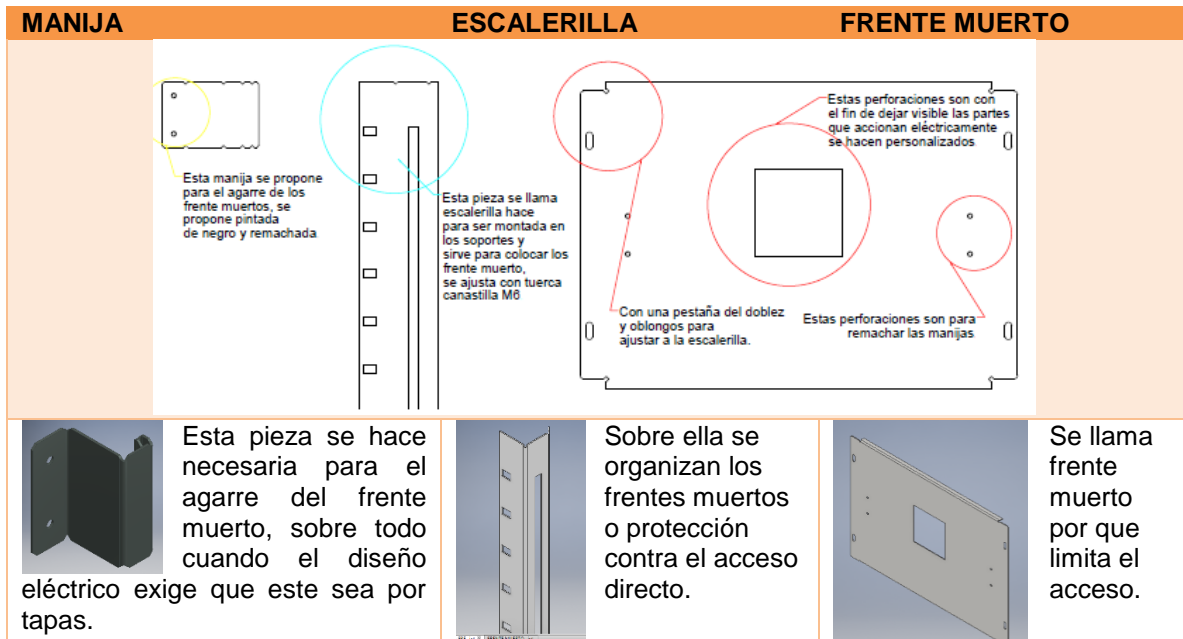 MANIJA
ESCALERILLA
FRENTE MUERTO
Esta manija se propone
para el agarre de los
frente muertos, se
propone pintada
de negro y remachada
Esta pieza se llama
escalerilla hace
para ser montada en
los soportes y
sirve para colocar los
frente muerto,
se ajusta con tuerca
canastilla M6
Estas perforaciones son con
el fin de dejar visible las partes
que accionan eléctricamente
se hacen personalizados
Con una pestaña del doblez
y oblongos para
ajustar a la escalerilla.
Estas perforaciones son para
remachar las manijas
Esta pieza se hace
necesaria para el
agarre del frente
muerto, sobre todo
cuando el diseño
eléctrico exige que este sea por
tapas.
Sobre ella se
organizan los
frentes muertos
o protección
contra el acceso
directo.
Se llama
frente
muerto
por que
limita el
acceso.